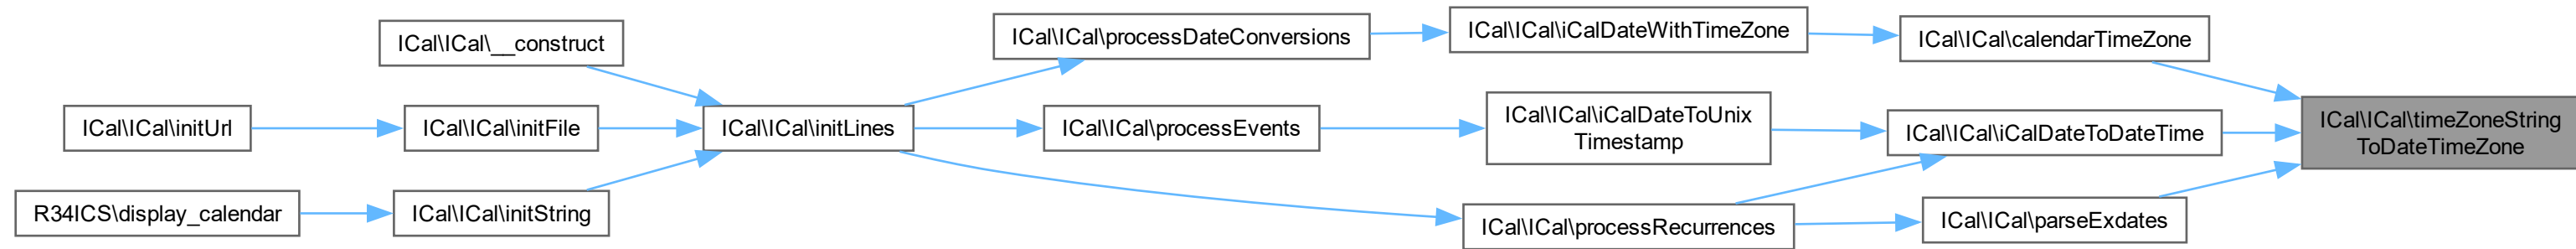 ICal\ICal\__construct
ICal\ICal\processDateConversions
ICal\ICal\iCalDateWithTimeZone
ICal\ICal\calendarTimeZone
ICal\ICal\initUrl
ICal\ICal\initFile
ICal\ICal\initLines
ICal\ICal\processEvents
ICal\ICal\iCalDateToUnix
Timestamp
ICal\ICal\iCalDateToDateTime
ICal\ICal\timeZoneString
ToDateTimeZone
R34ICS\display_calendar
ICal\ICal\initString
ICal\ICal\processRecurrences
ICal\ICal\parseExdates